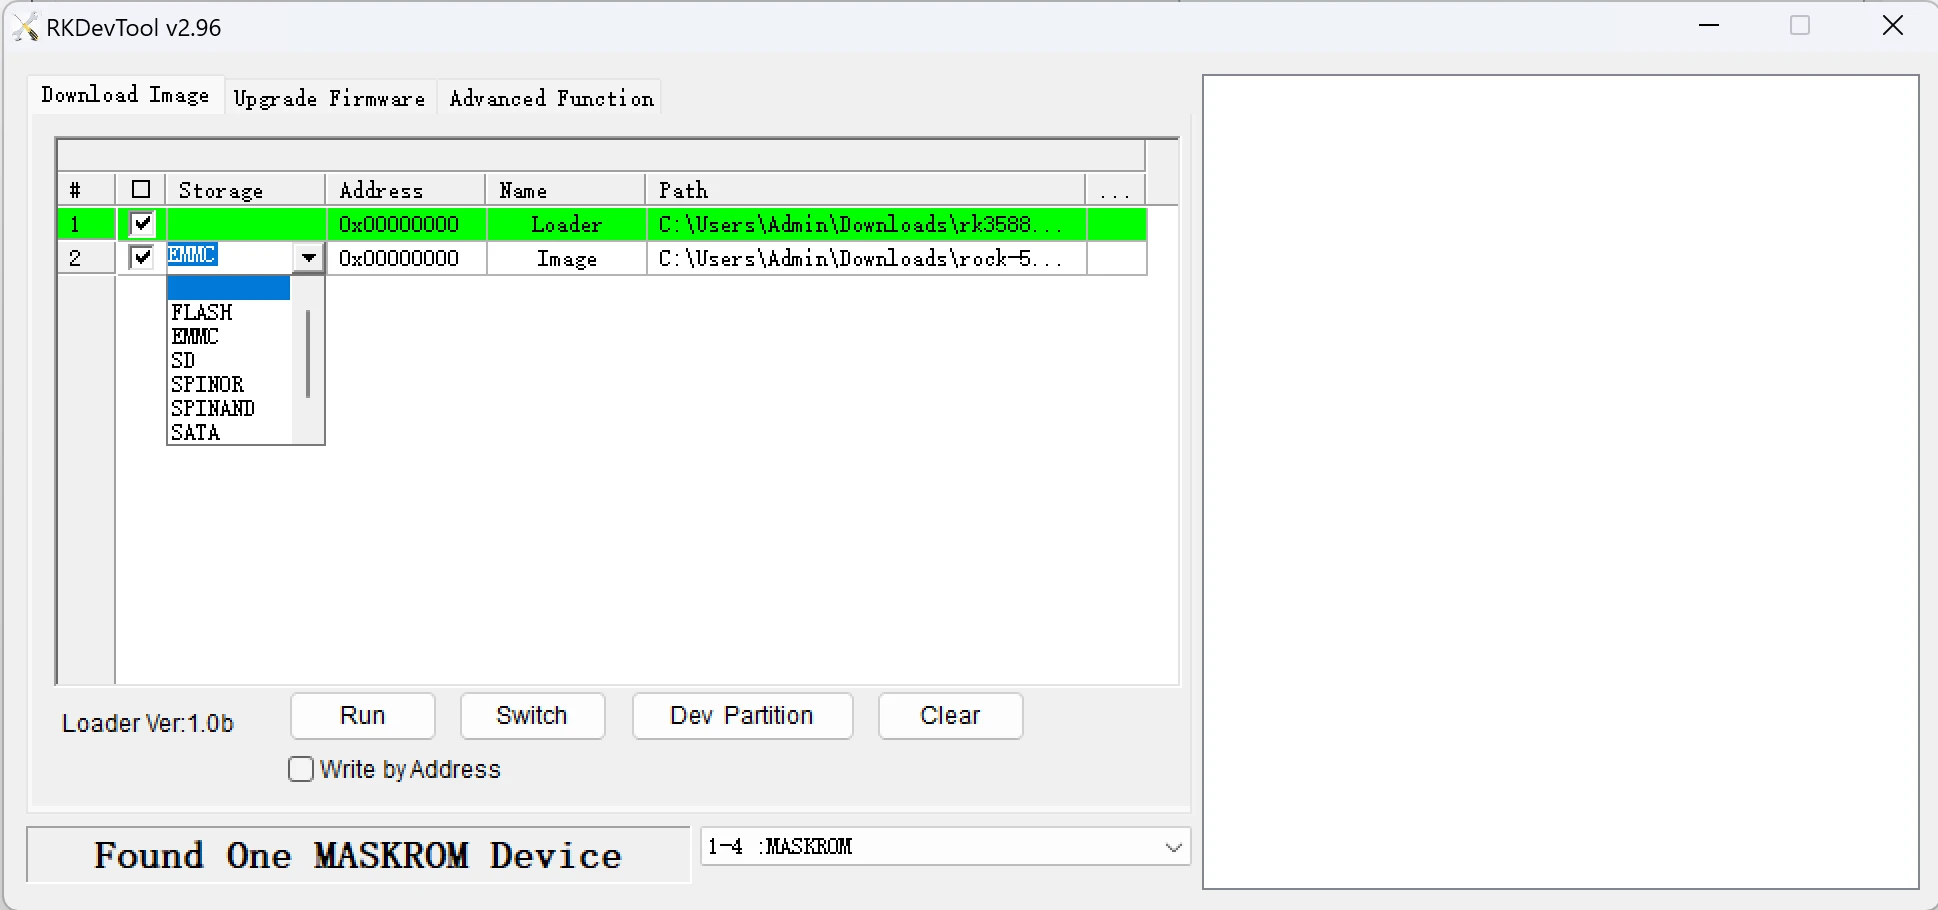 RKDevTool v2.96
Download Image Upgrade Firmware Advanced Function
# Storage Address Name Path ...
1 0x00000000 Loader C:\Users\Admin\Downloads\rk3588...
2 EMMC 0x00000000 Image C:\Users\Admin\Downloads\rock-5...
FLASH
EMMC
SD
SPINOR
SPINAND
SATA
Loader Ver:1.0b Run Switch Dev Partition Clear
Write by Address
Found One MASKROM Device 1-4 :MASKROM